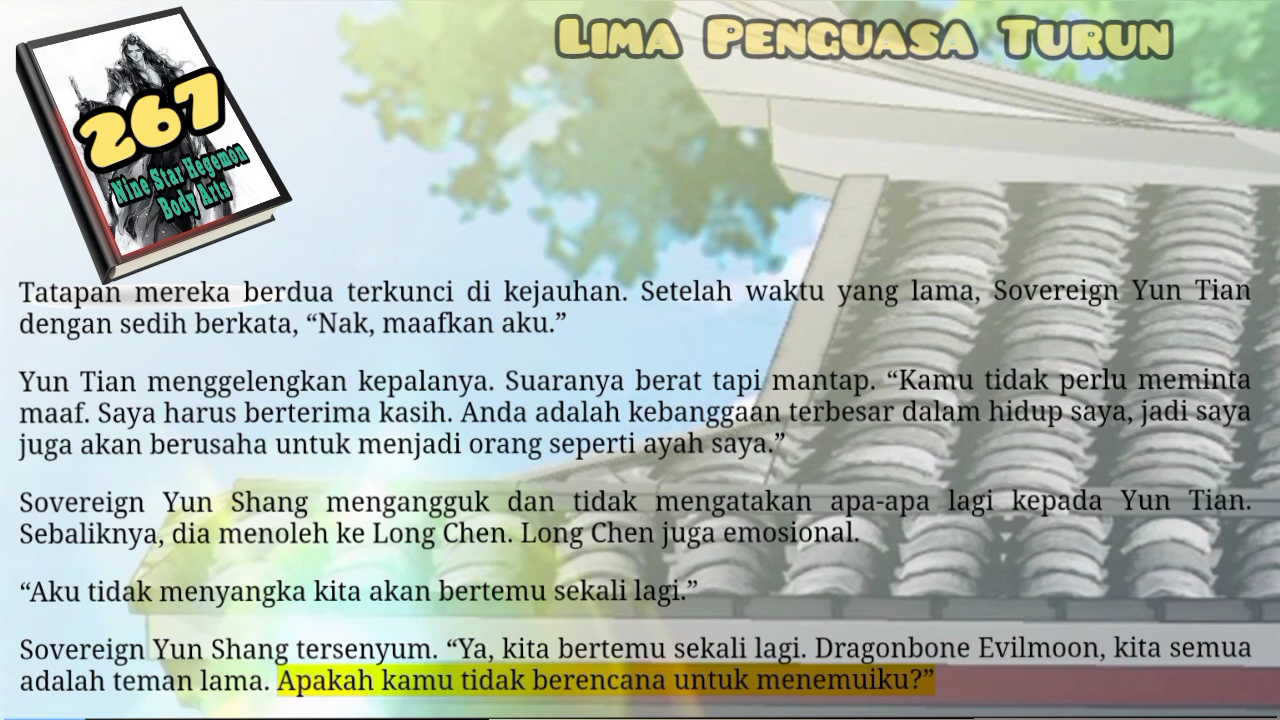 Lima Penguasa Turun
267
Nine Star Hegemon
Body Arts
Tatapan mereka berdua terkunci di kejauhan. Setelah waktu yang lama, Sovereign Yun Tian
dengan sedih berkata, “Nak, maafkan aku.”
Yun Tian menggelengkan kepalanya. Suaranya berat tapi mantap. “Kamu tidak perlu meminta
maaf. Saya harus berterima kasih. Anda adalah kebanggaan terbesar dalam hidup saya, jadi saya
juga akan berusaha untuk menjadi orang seperti ayah saya.”
Sovereign Yun Shang mengangguk dan tidak mengatakan apa-apa lagi kepada Yun Tian.
Sebaliknya, dia menoleh ke Long Chen. Long Chen juga emosional.
“Aku tidak menyangka kita akan bertemu sekali lagi.”
Sovereign Yun Shang tersenyum. “Ya, kita bertemu sekali lagi. Dragonbone Evilmoon, kita semua
adalah teman lama. Apakah kamu tidak berencana untuk menemuiku?”